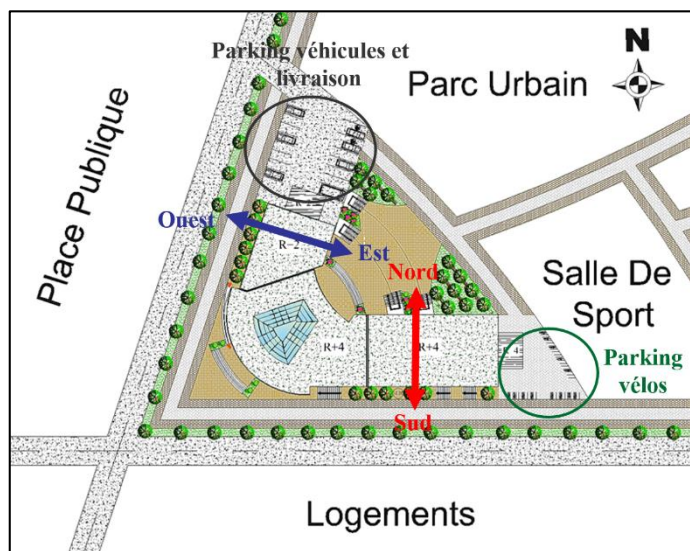 Parking véhicules et
livraison
N
Parc Urbain
Place Publique
Ouest
Est
R-2
Nord
Salle De
Sport
R+4
R+4
Parking
vélos
Sud
Logements